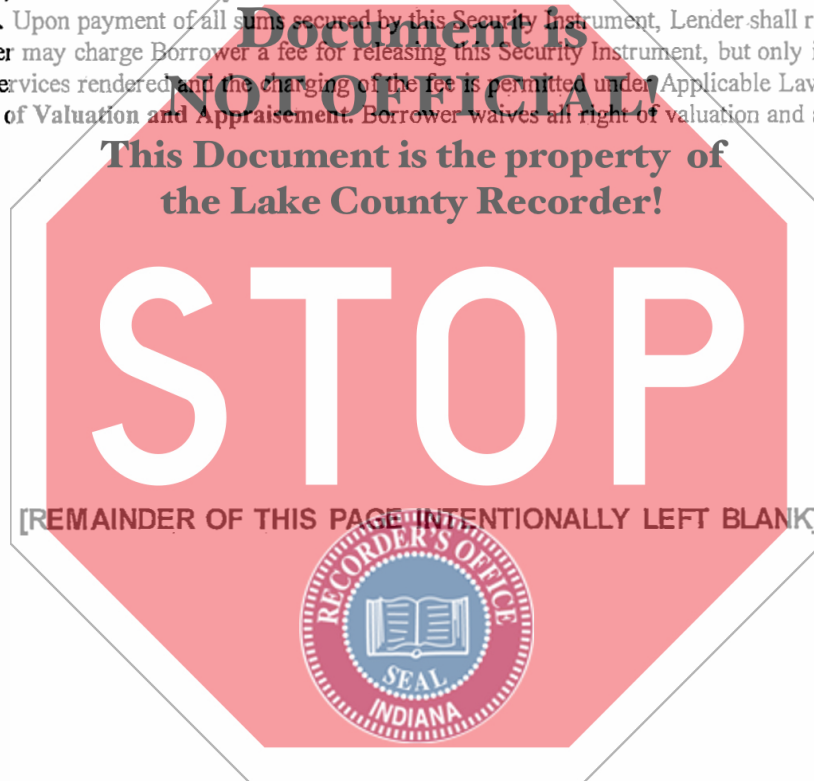 . Upon payment of all sums secured by this Security Instrument, Lender shall r
Document is
er may charge Borrower a fee for releasing this Security Instrument, but only i
ervices rendered and the charging of the fee is permitted under Applicable Lav
NOT OFFICIAL!
of Valuation and Appraisement. Borrower waives all right of valuation and a
This Document is the property of
the Lake County Recorder!
STOP
[REMAINDER OF THIS PAGE INTENTIONALLY LEFT BLANK]
RECORDER'S OFFICE
SEAL
INDIANA